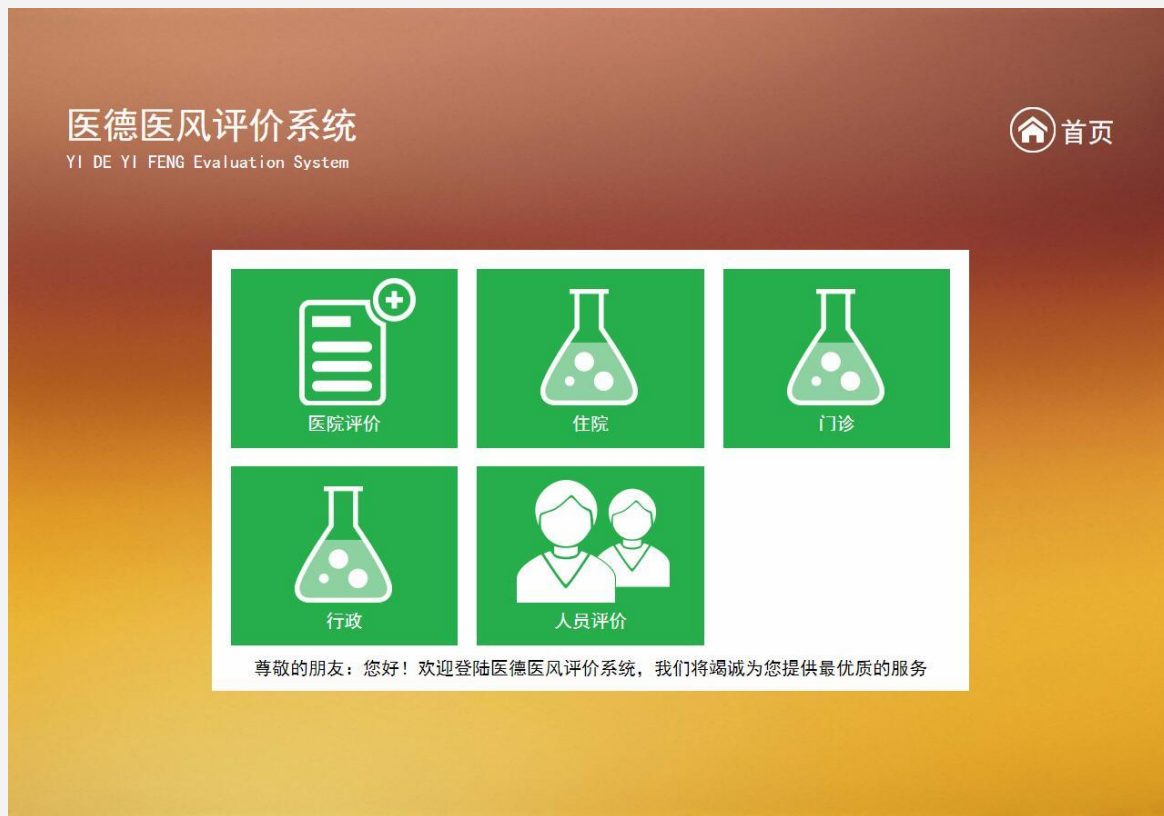 医德医风评价系统
YI DE YI FENG Evaluation System
首页
医院评价
住院
门诊
行政
人员评价
尊敬的朋友：您好！欢迎登陆医德医风评价系统，我们将竭诚为您提供最优质的服务